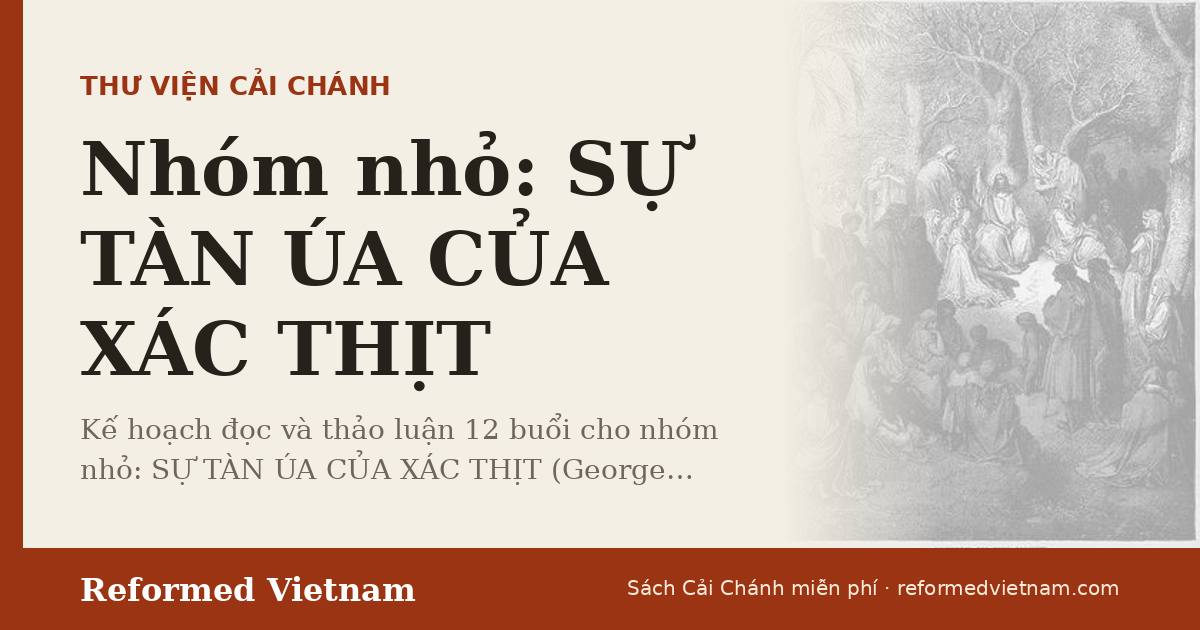 THƯ VIỆN CẢI CHÁNH
Nhóm nhỏ: SỰ
TÀN ÚA CỦA
XÁC THỊT
Kế hoạch đọc và thảo luận 12 buổi cho nhóm
nhỏ: SỰ TÀN ÚA CỦA XÁC THỊT (George...
Reformed Vietnam
Sách Cải Chánh miễn phí · reformedvietnam.com